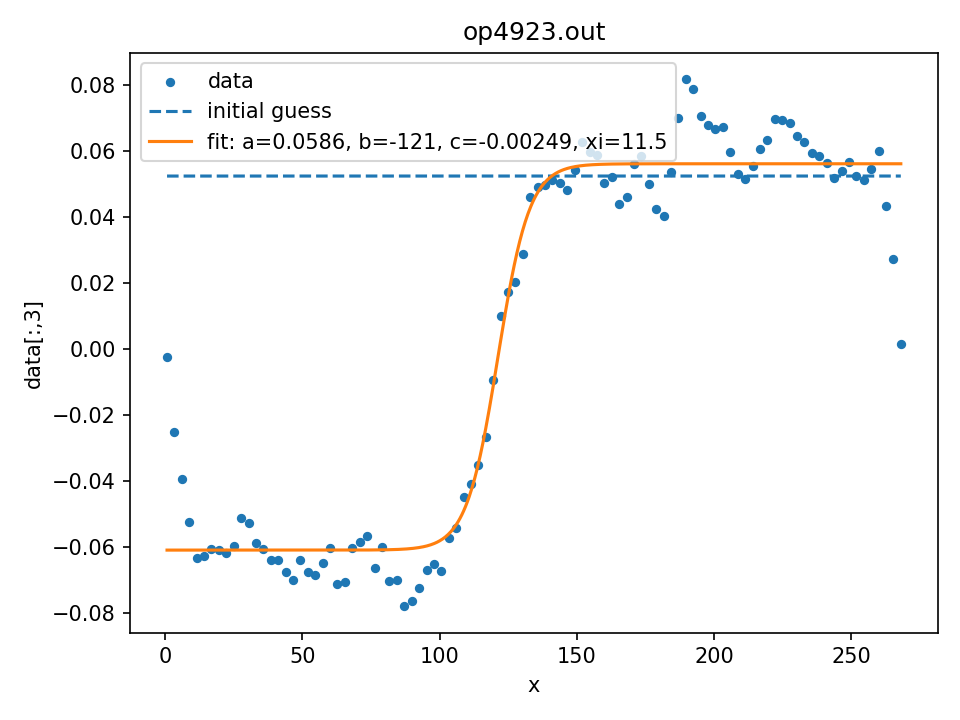 op4923.out
data
initial guess
fit: a=0.0586, b=-121, c=-0.00249, xi=11.5
0.08
0.06
0.04
0.02
0.00
−0.02
−0.04
−0.06
−0.08
data[:,3]
0 50 100 150 200 250
x